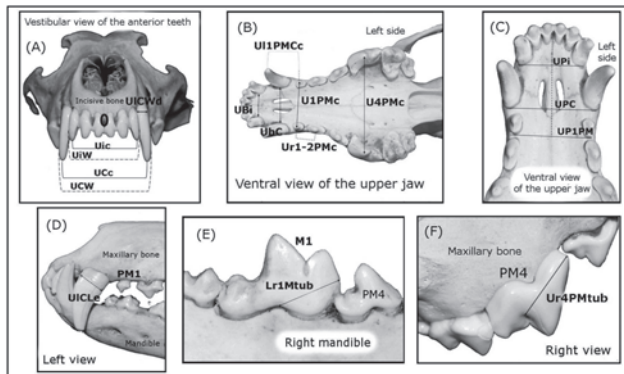 Vestibular view of the anterior teeth
(A)
Incisive bone
UlCWd
Uic
UiW
UCc
UCW
(B)
Left side
Ul1PMCc
UBi
U1PMc
U4PMc
UbC
Ur1-2PMc
Ventral view of the upper jaw
(C)
Left
side
UPi
UPC
UP1PM
Ventral view
of the upper jaw
(D)
Maxillary bone
PM1
UlCLe
Mandible
Left view
(E)
M1
Lr1Mtub
PM4
Right mandible
(F)
Maxillary bone
PM4
Ur4PMtub
Right view